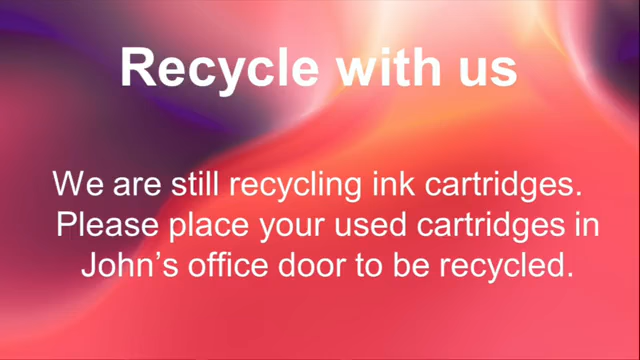 Recycle with us
We are still recycling ink cartridges.
Please place your used cartridges in
John’s office door to be recycled.